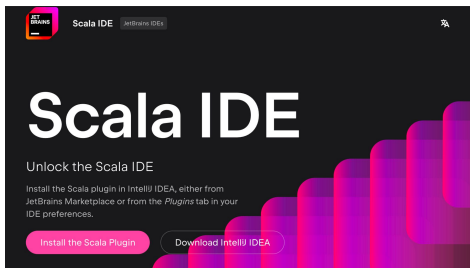 JET
BRAINS
Scala IDE JetBrains IDEs
Scala IDE
Unlock the Scala IDE
Install the Scala plugin in IntelliJ IDEA, either from
JetBrains Marketplace or from the Plugins tab in your
IDE preferences.
Install the Scala Plugin Download IntelliJ IDEA